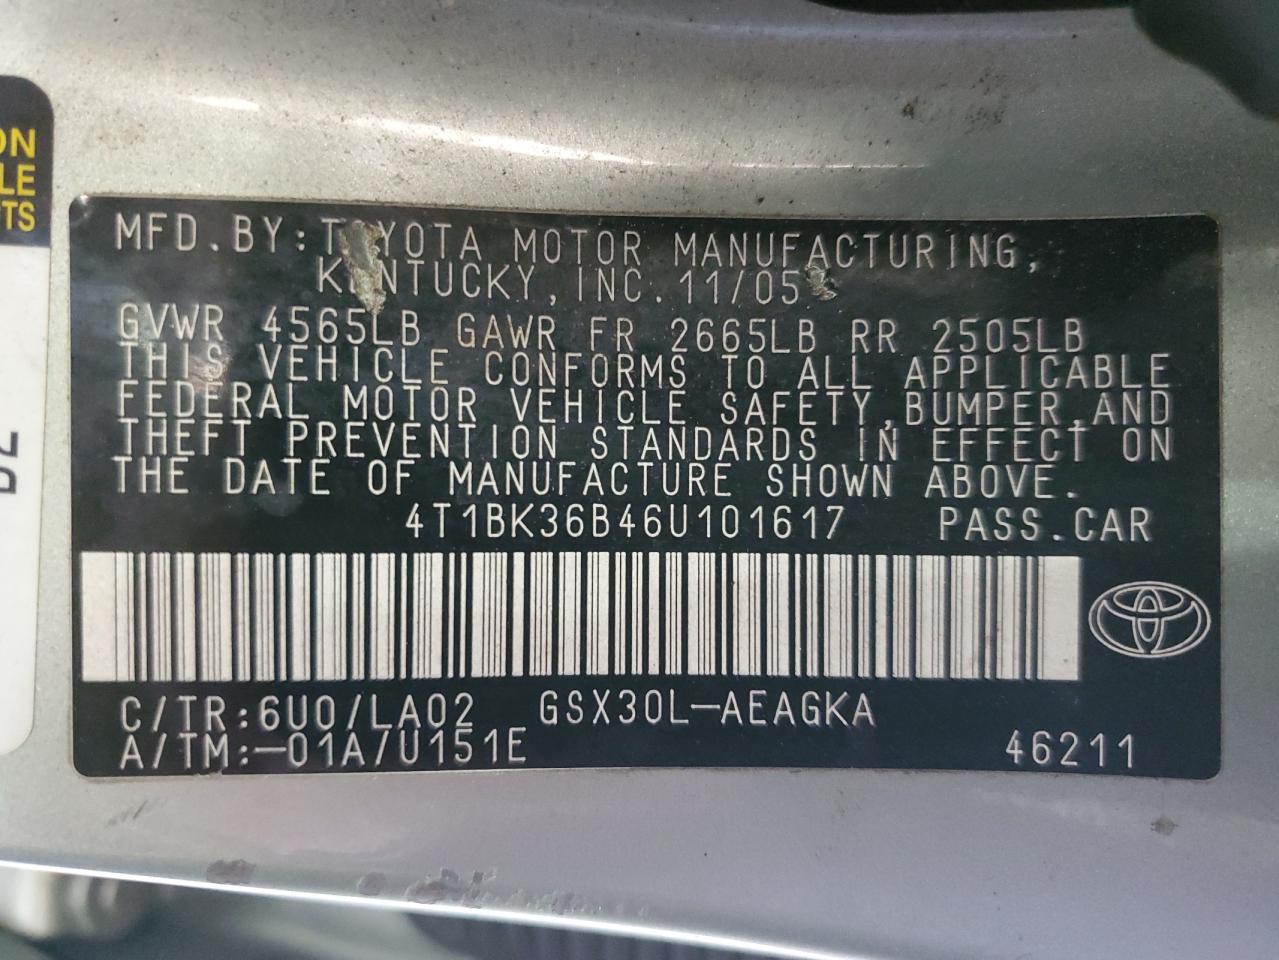 ON
LE
TS
MFD.BY:TOYOTA MOTOR MANUFACTURING,
KENTUCKY, INC. 11/05
GVWR 4565LB GAWR FR 2665LB RR 2505LB
THIS VEHICLE CONFORMS TO ALL APPLICABLE
FEDERAL MOTOR VEHICLE SAFETY,BUMPER,AND
THEFT PREVENTION STANDARDS IN EFFECT ON
THE DATE OF MANUFACTURE SHOWN ABOVE.
4T1BK36B46U101617 PASS.CAR
C/TR:6U0/LA02 GSX30L-AEAGKA
A/TM:-01A/U151E 46211